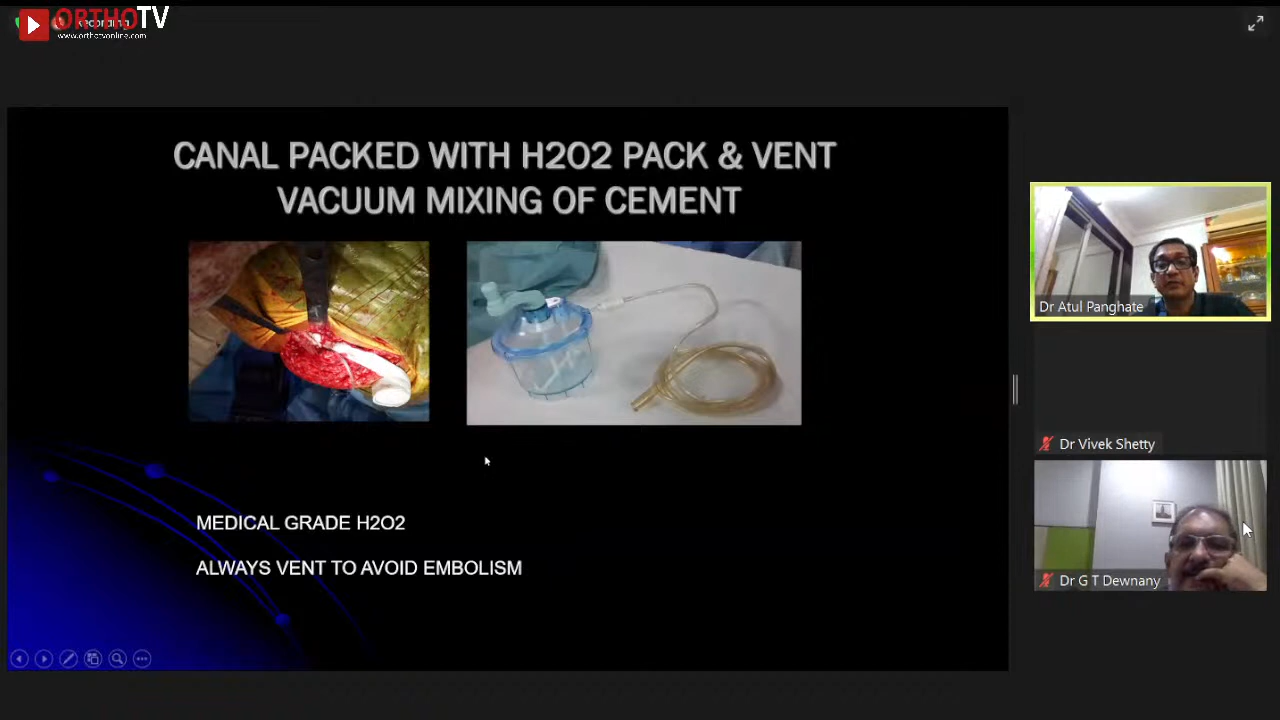 ORTHOTV
Recording
www.orthotvonline.com
CANAL PACKED WITH H2O2 PACK & VENT
VACUUM MIXING OF CEMENT
MEDICAL GRADE H2O2
ALWAYS VENT TO AVOID EMBOLISM
Dr Atul Panghate
Dr Vivek Shetty
Dr G T Dewnany